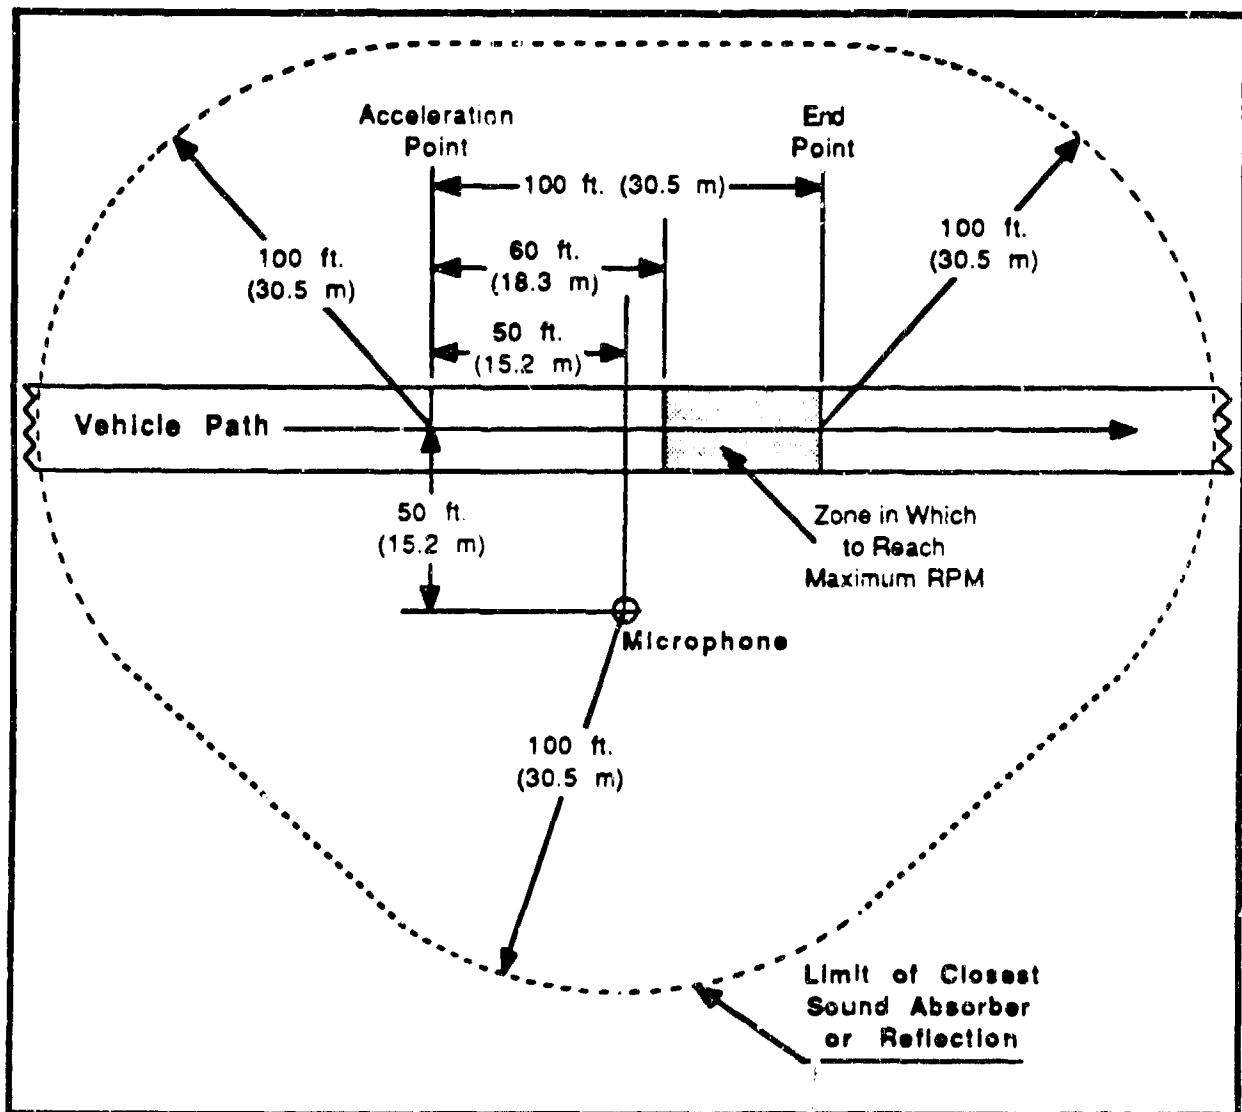 Acceleration
Point
End
Point
100 ft. (30.5 m)
60 ft.
(18.3 m)
50 ft.
(15.2 m)
100 ft.
(30.5 m)
100 ft.
(30.5 m)
Vehicle Path
50 ft.
(15.2 m)
Zone in Which
to Reach
Maximum RPM
Microphone
100 ft.
(30.5 m)
Limit of Closest
Sound Absorber
or Reflection